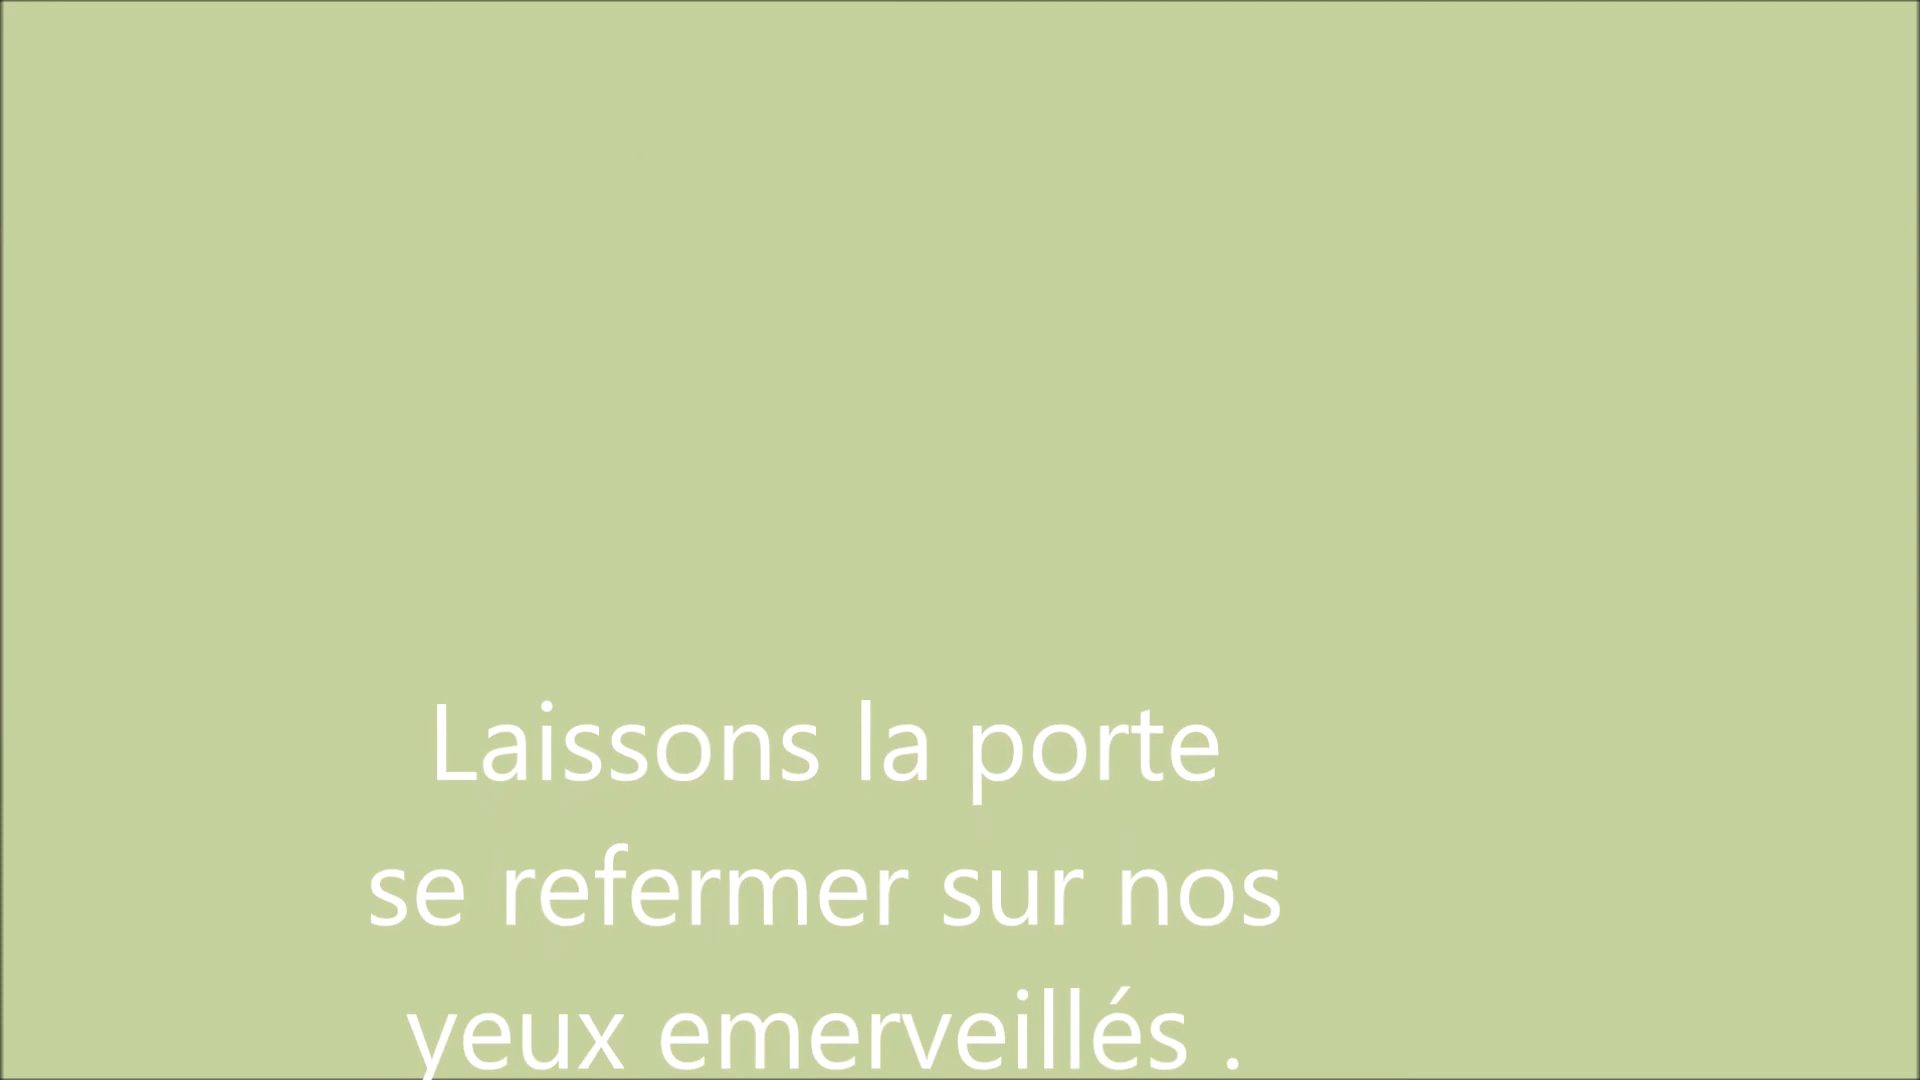 Laissons la porte
se refermer sur nos
yeux emerveillés .